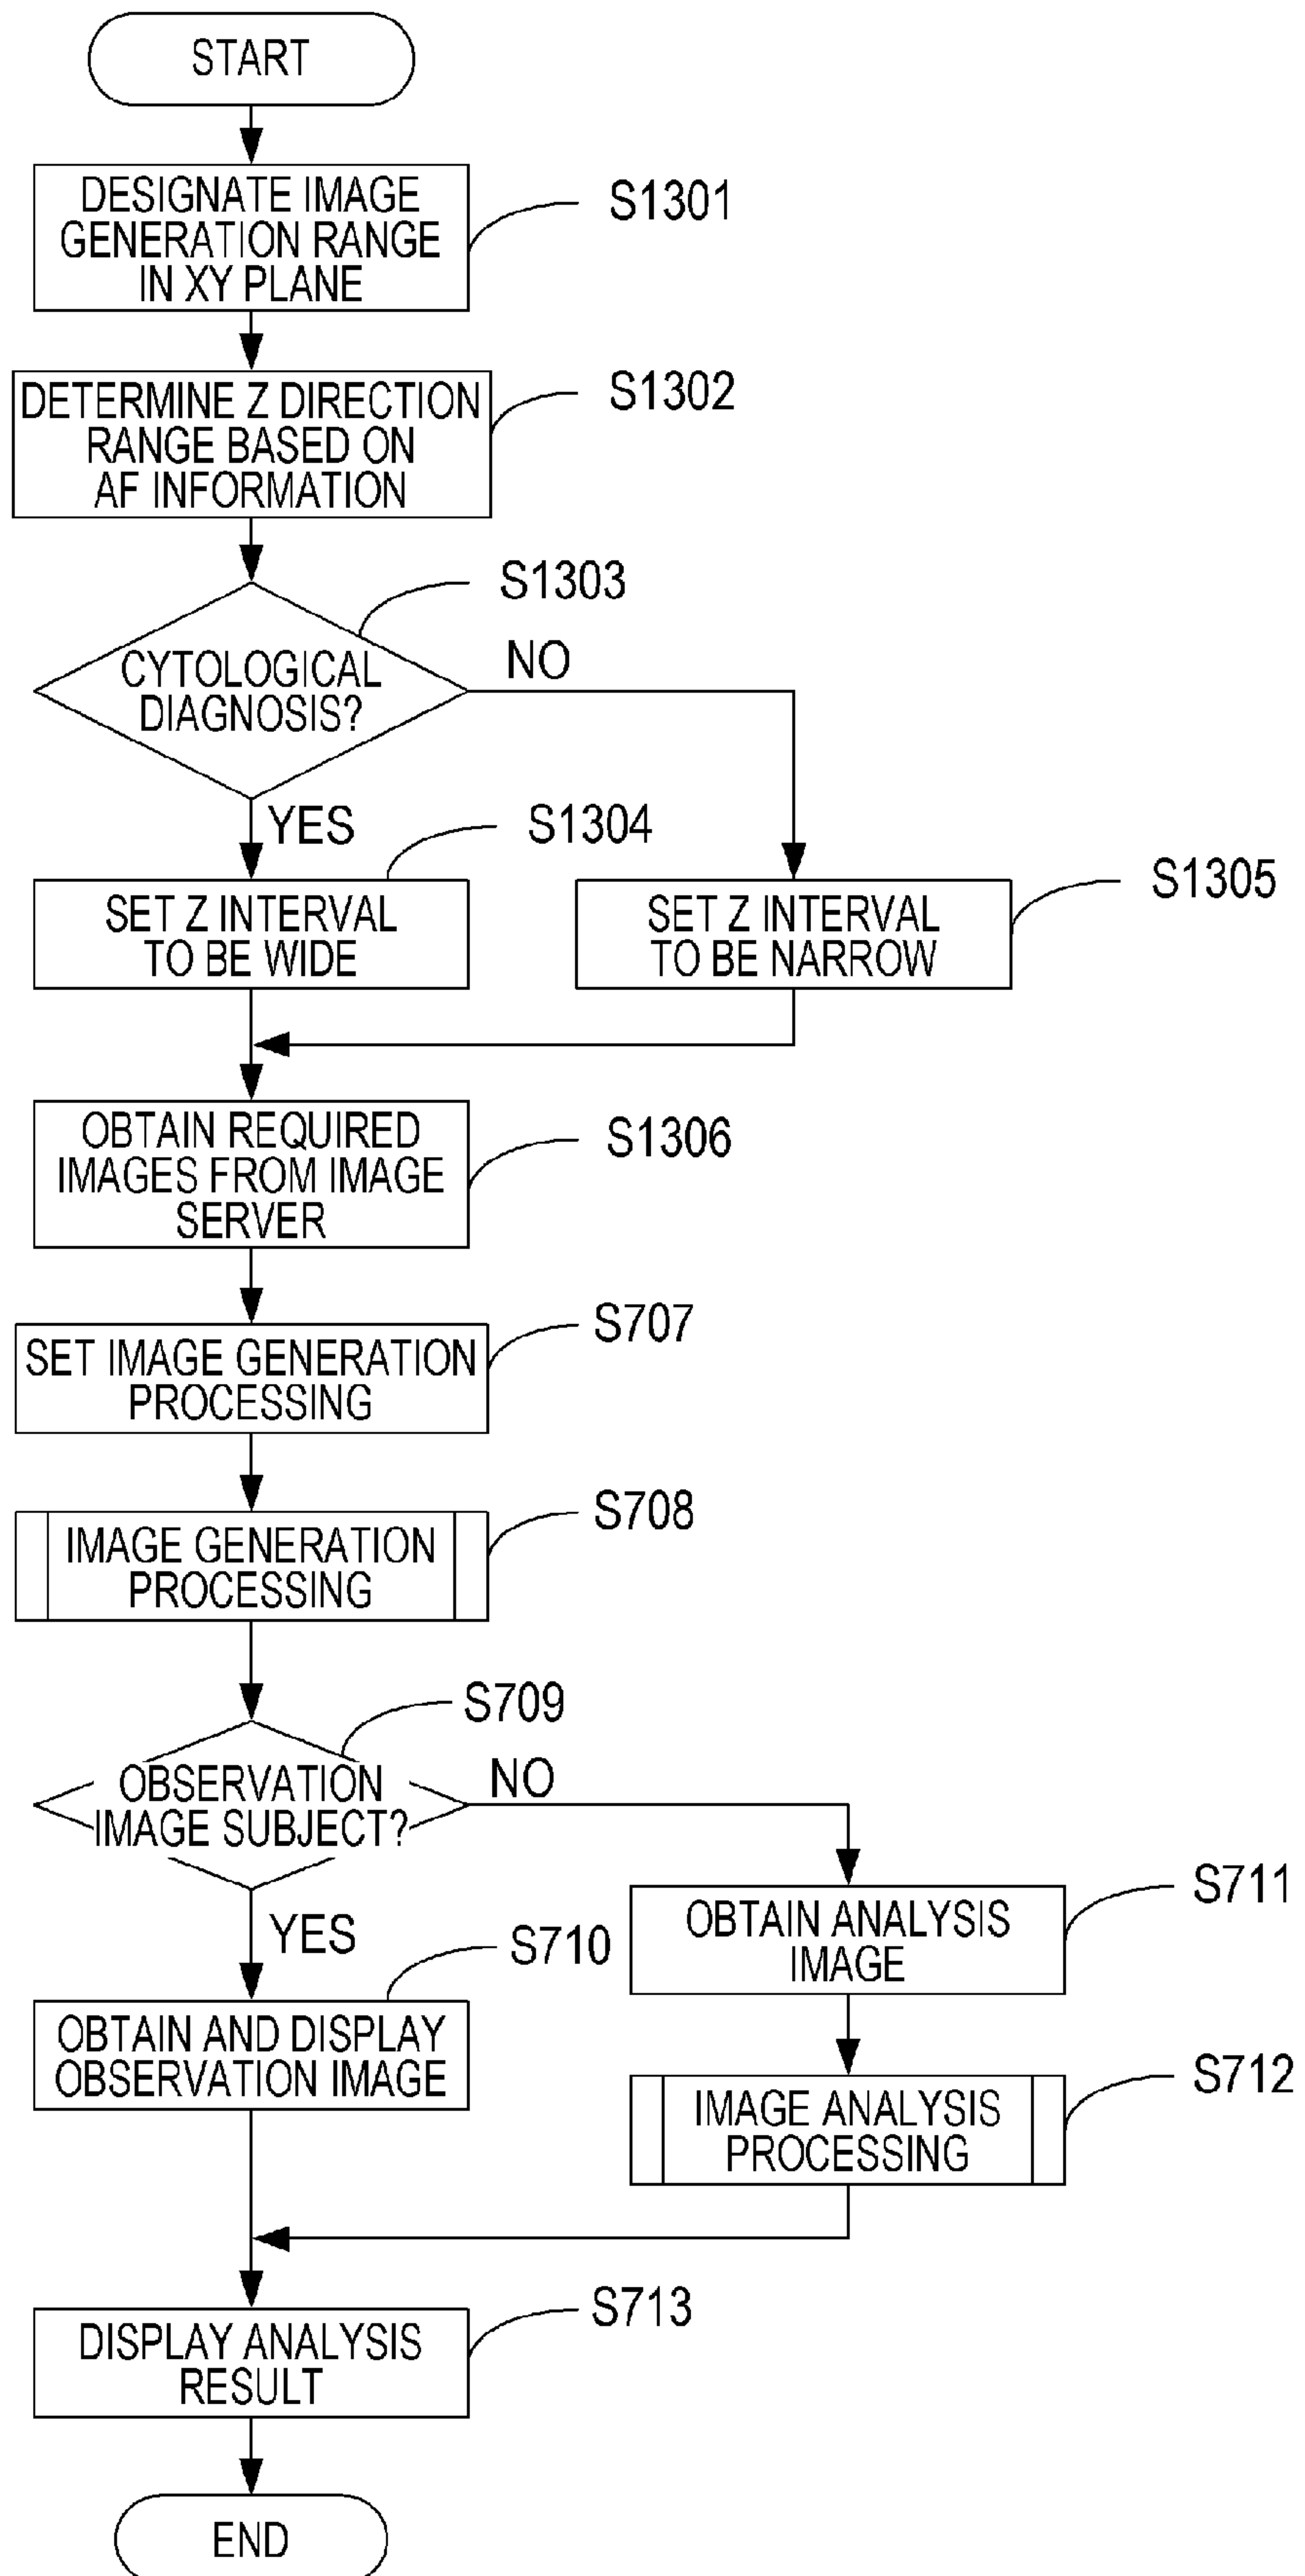 START
DESIGNATE IMAGE
GENERATION RANGE
IN XY PLANE
S1301
DETERMINE Z DIRECTION
RANGE BASED ON
AF INFORMATION
S1302
CYTOLOGICAL
DIAGNOSIS?
S1303
NO
YES
SET Z INTERVAL
TO BE WIDE
S1304
SET Z INTERVAL
TO BE NARROW
S1305
OBTAIN REQUIRED
IMAGES FROM IMAGE
SERVER
S1306
SET IMAGE GENERATION
PROCESSING
S707
IMAGE GENERATION
PROCESSING
S708
OBSERVATION
IMAGE SUBJECT?
S709
NO
YES
OBTAIN AND DISPLAY
OBSERVATION IMAGE
S710
OBTAIN ANALYSIS
IMAGE
S711
IMAGE ANALYSIS
PROCESSING
S712
DISPLAY ANALYSIS
RESULT
S713
END